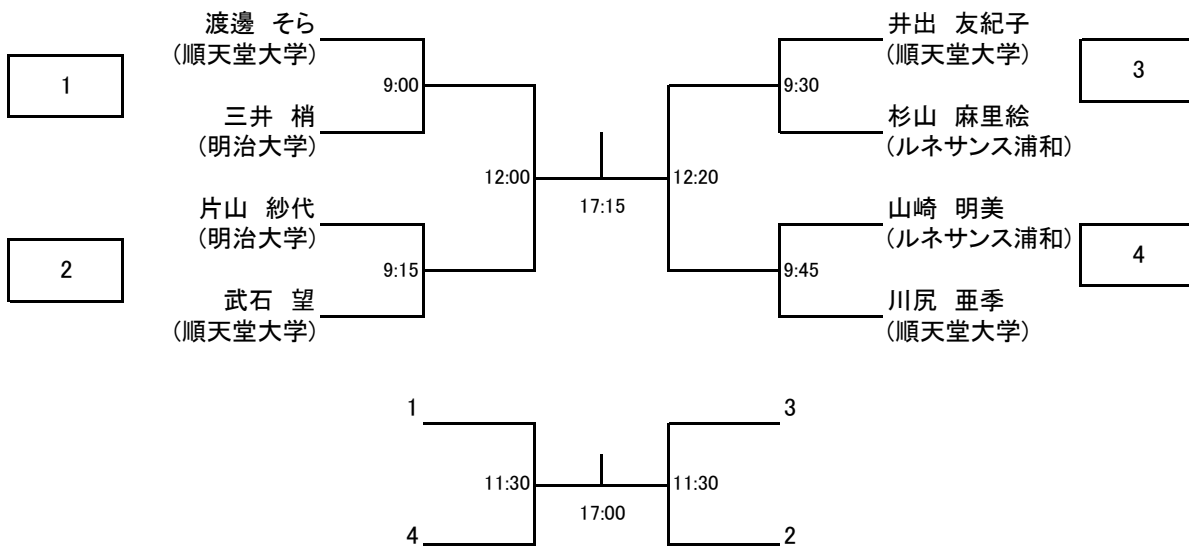 渡邊 そら
(順天堂大学)
1
9:00
三井 梢
(明治大学)
片山 紗代
(明治大学)
2
9:15
武石 望
(順天堂大学)
12:00
17:15
12:20
井出 友紀子
(順天堂大学)
3
9:30
杉山 麻里絵
(ルネサンス浦和)
山崎 明美
(ルネサンス浦和)
4
9:45
川尻 亜季
(順天堂大学)
1
11:30
4
17:00
3
11:30
2